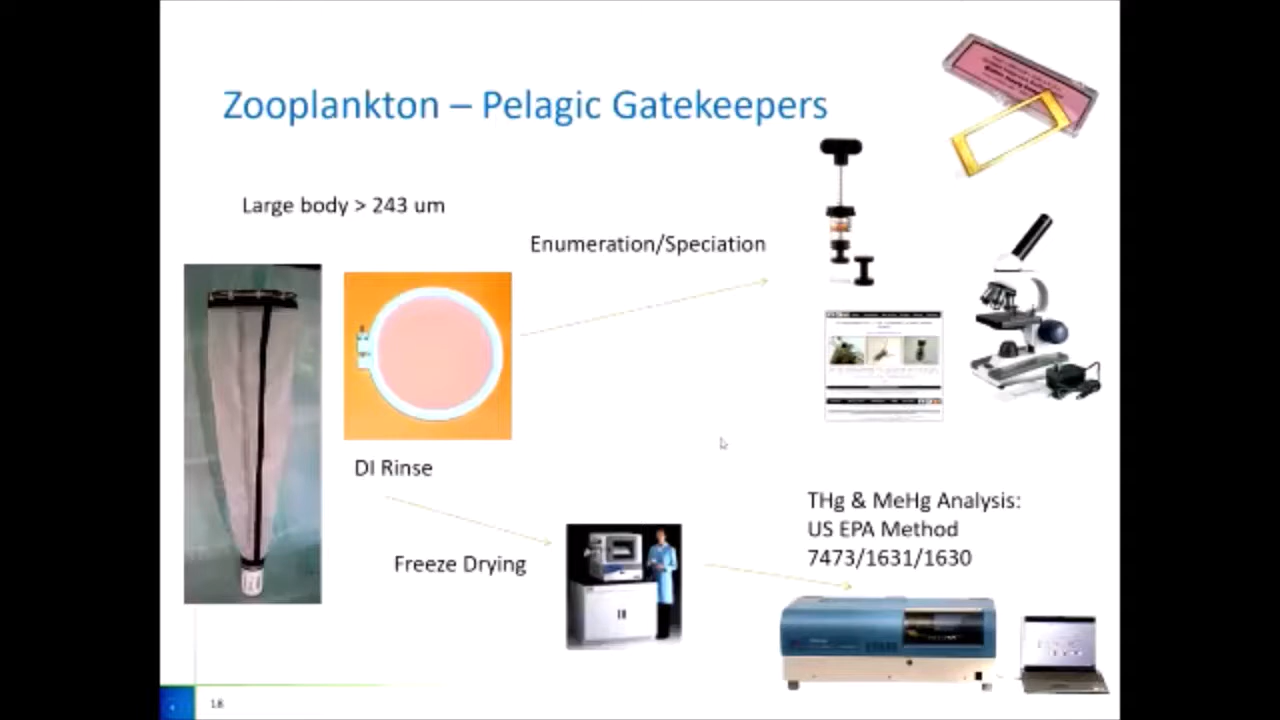 Zooplankton – Pelagic Gatekeepers
Large body > 243 um
Enumeration/Speciation
DI Rinse
Freeze Drying
THg & MeHg Analysis:
US EPA Method
7473/1631/1630
18